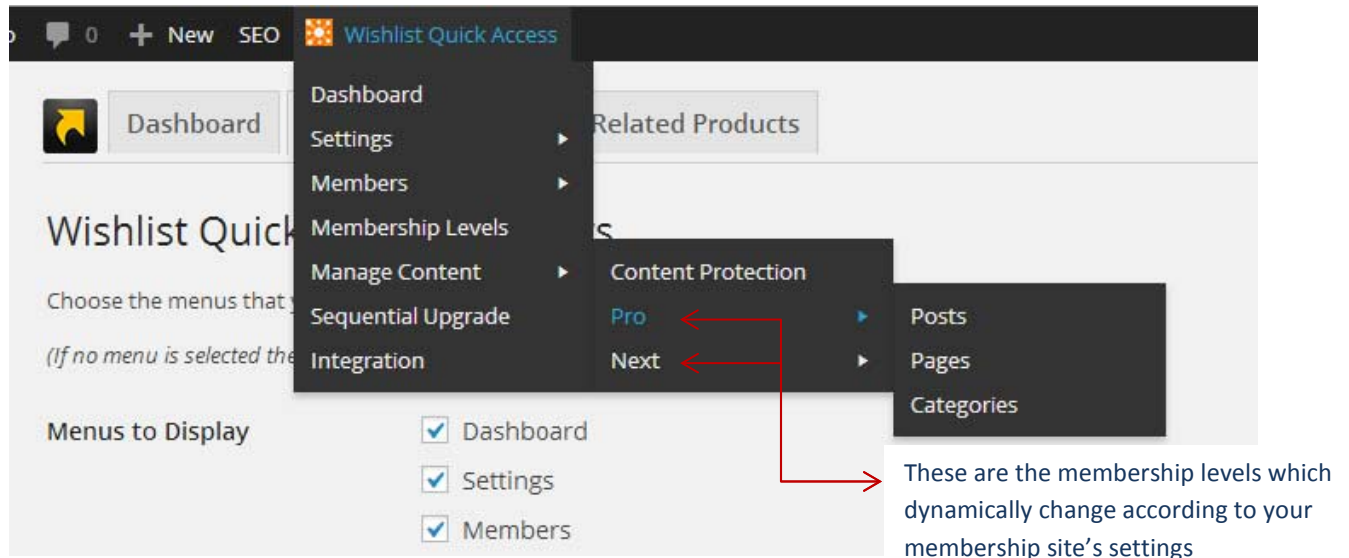 0 + New SEO Wishlist Quick Access
Dashboard
Related Products
Dashboard
Settings
Members
Membership Levels
Manage Content
Sequential Upgrade
Integration
Content Protection
Pro
Next
Posts
Pages
Categories
Wishlist Quick
Choose the menus that
(If no menu is selected the
Menus to Display
Dashboard
Settings
Members
These are the membership levels which
dynamically change according to your
membership site's settings